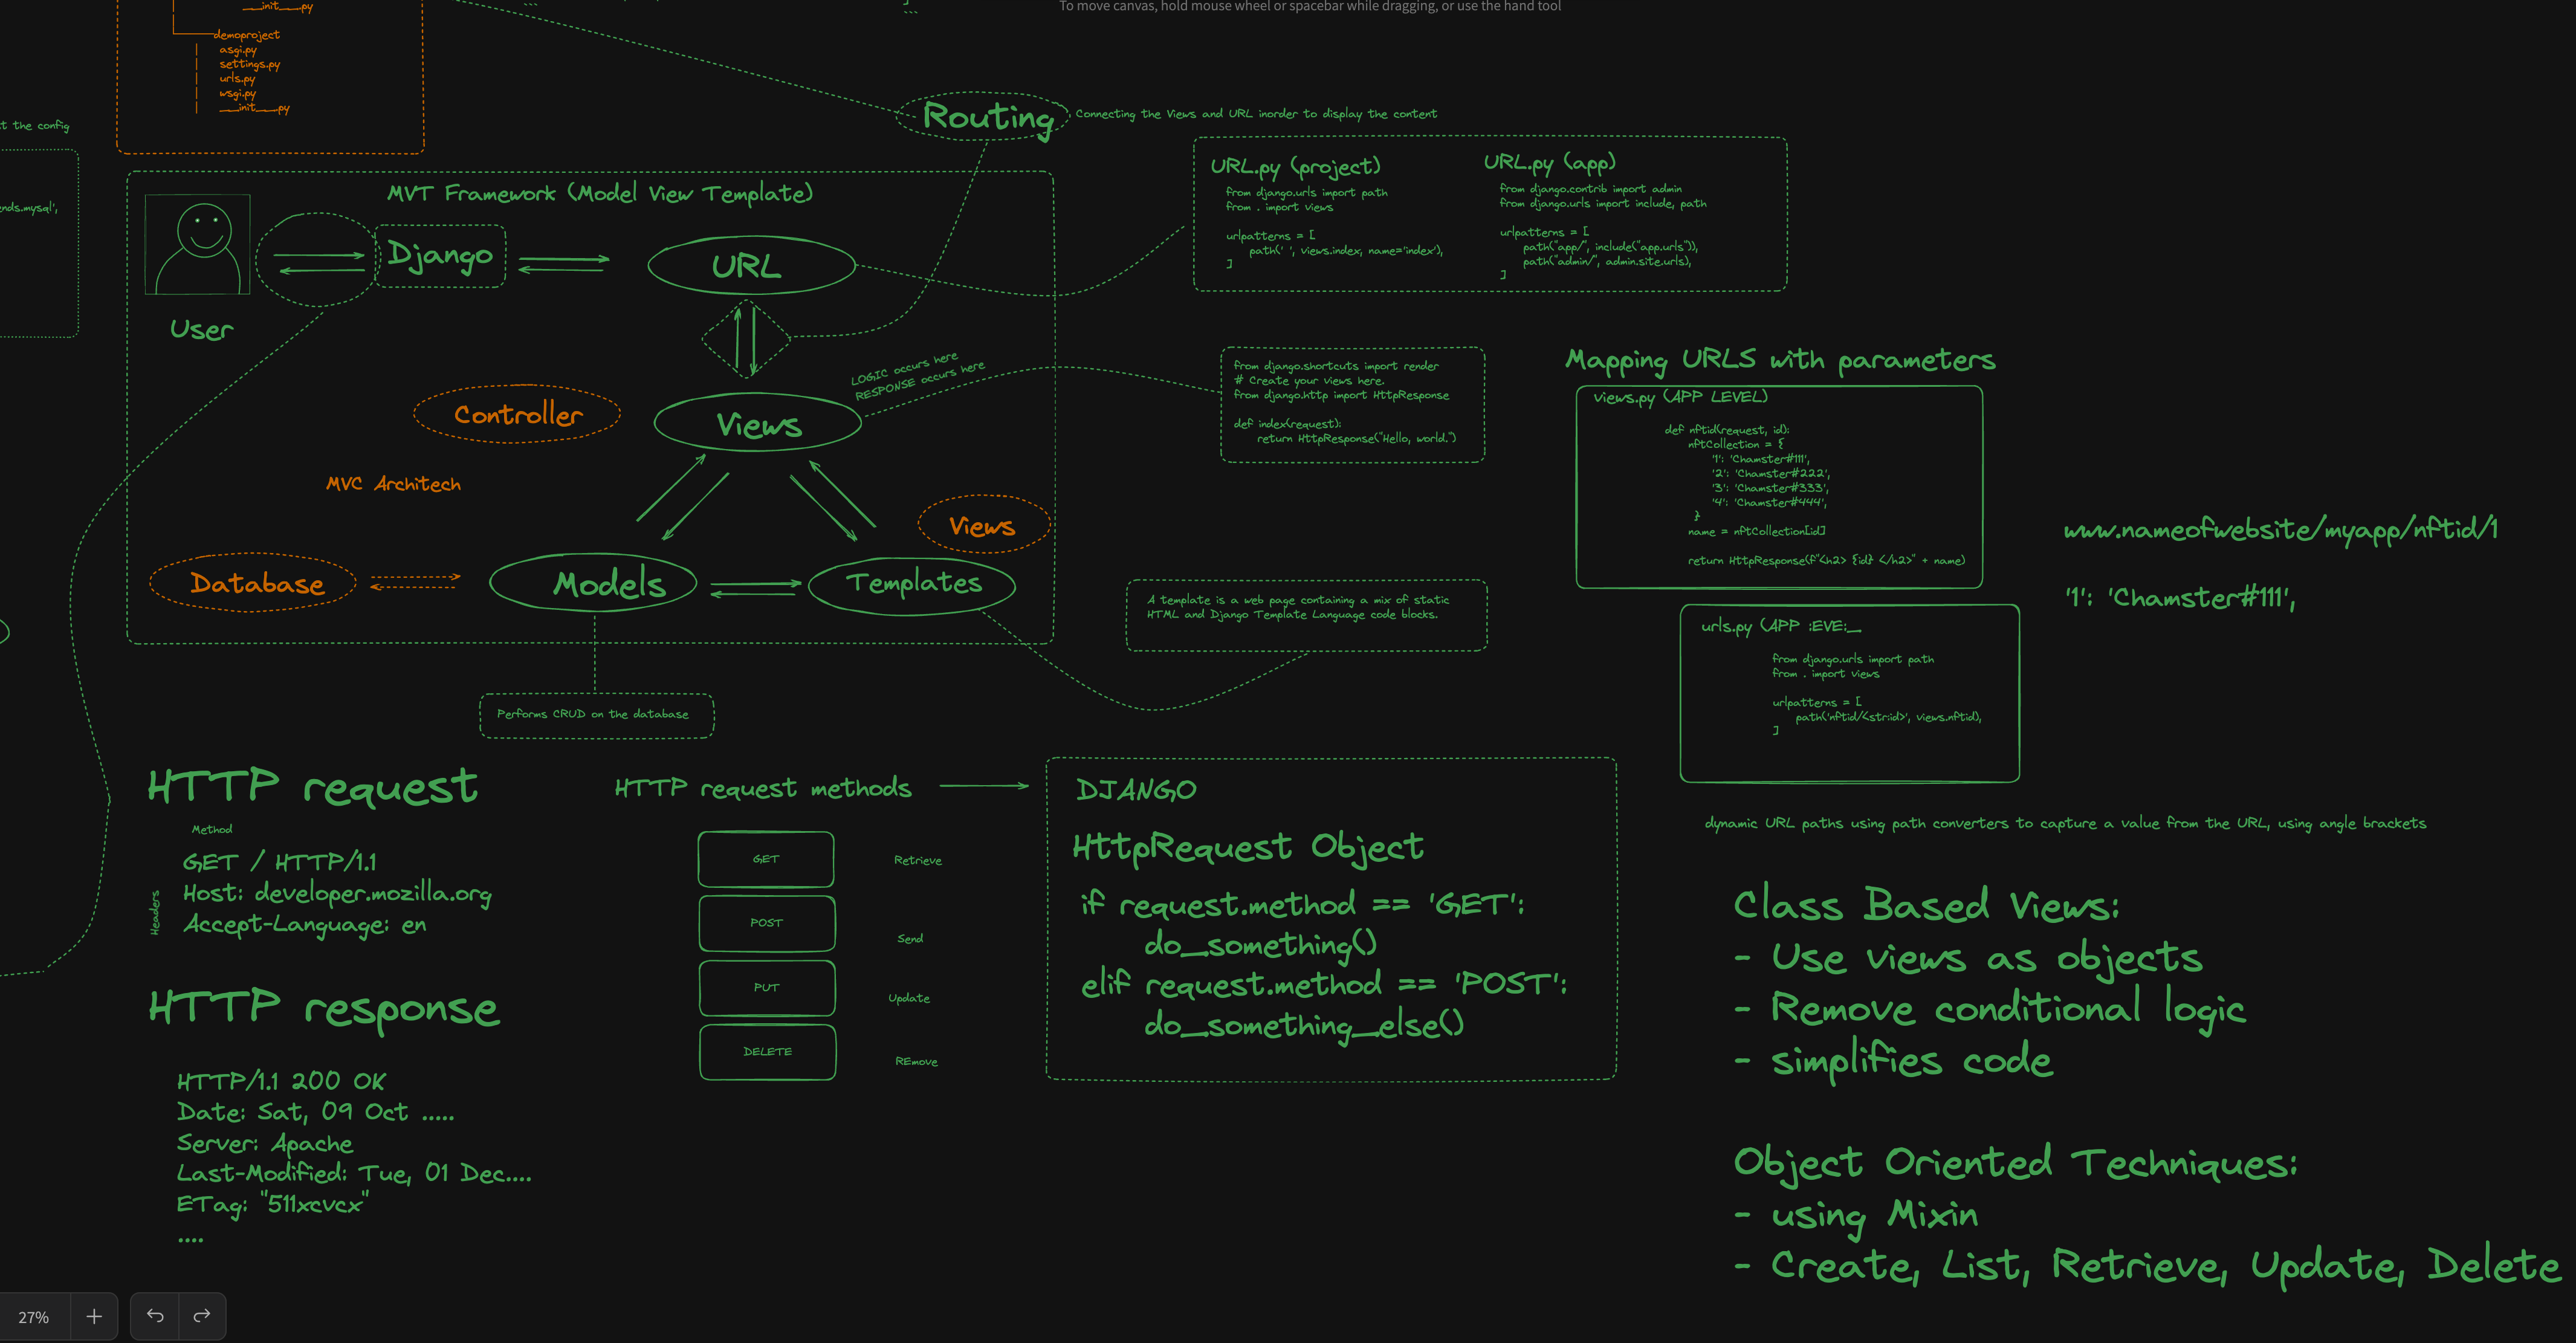 To move canvas, hold mouse wheel or spacebar while dragging, or use the hand tool
__init__.py
demoproject
asgi.py
settings.py
urls.py
wsgi.py
__init__.py
t the config
ends.mysql',
Routing
Connecting the Views and URL inorder to display the content
URL.py (project)
from django.urls import path
from . import views
urlpatterns = [
path(' ', views.index, name='index'),
]
URL.py (app)
from django.contrib import admin
from django.urls import include, path
urlpatterns = [
path("app/", include("app.urls")),
path("admin/", admin.site.urls),
]
MVT Framework (Model View Template)
User
Django
URL
LOGIC occurs here
RESPONSE occurs here
Controller
Views
MVC Architech
Views
Database
Models
Templates
Performs CRUD on the database
from django.shortcuts import render
# Create your views here.
from django.http import HttpResponse
def index(request):
return HttpResponse("Hello, world.")
A template is a web page containing a mix of static
HTML and Django Template Language code blocks.
Mapping URLS with parameters
views.py (APP LEVEL)
def nftid(request, id):
nftCollection = {
'1': 'Chamster#111',
'2': 'Chamster#222',
'3': 'Chamster#333',
'4': 'Chamster#444',
}
name = nftCollection[id]
return HttpResponse(f"<h2> {id} </h2>" + name)
www.nameofwebsite/myapp/nftid/1
'1': 'Chamster#111',
urls.py (APP :EVE:_
from django.urls import path
from . import views
urlpatterns = [
path('nftid/<str:id>', views.nftid),
]
dynamic URL paths using path converters to capture a value from the URL, using angle brackets
HTTP request
Method
GET / HTTP/1.1
Headers
Host: developer.mozilla.org
Accept-Language: en
HTTP response
HTTP/1.1 200 OK
Date: Sat, 09 Oct .....
Server: Apache
Last-Modified: Tue, 01 Dec....
ETag: "511xcvcx"
....
HTTP request methods
GET
Retrieve
POST
Send
PUT
Update
DELETE
REmove
DJANGO
HttpRequest Object
if request.method == 'GET':
do_something()
elif request.method == 'POST':
do_something_else()
Class Based Views:
- Use views as objects
- Remove conditional logic
- simplifies code
Object Oriented Techniques:
- using Mixin
- Create, List, Retrieve, Update, Delete
27%